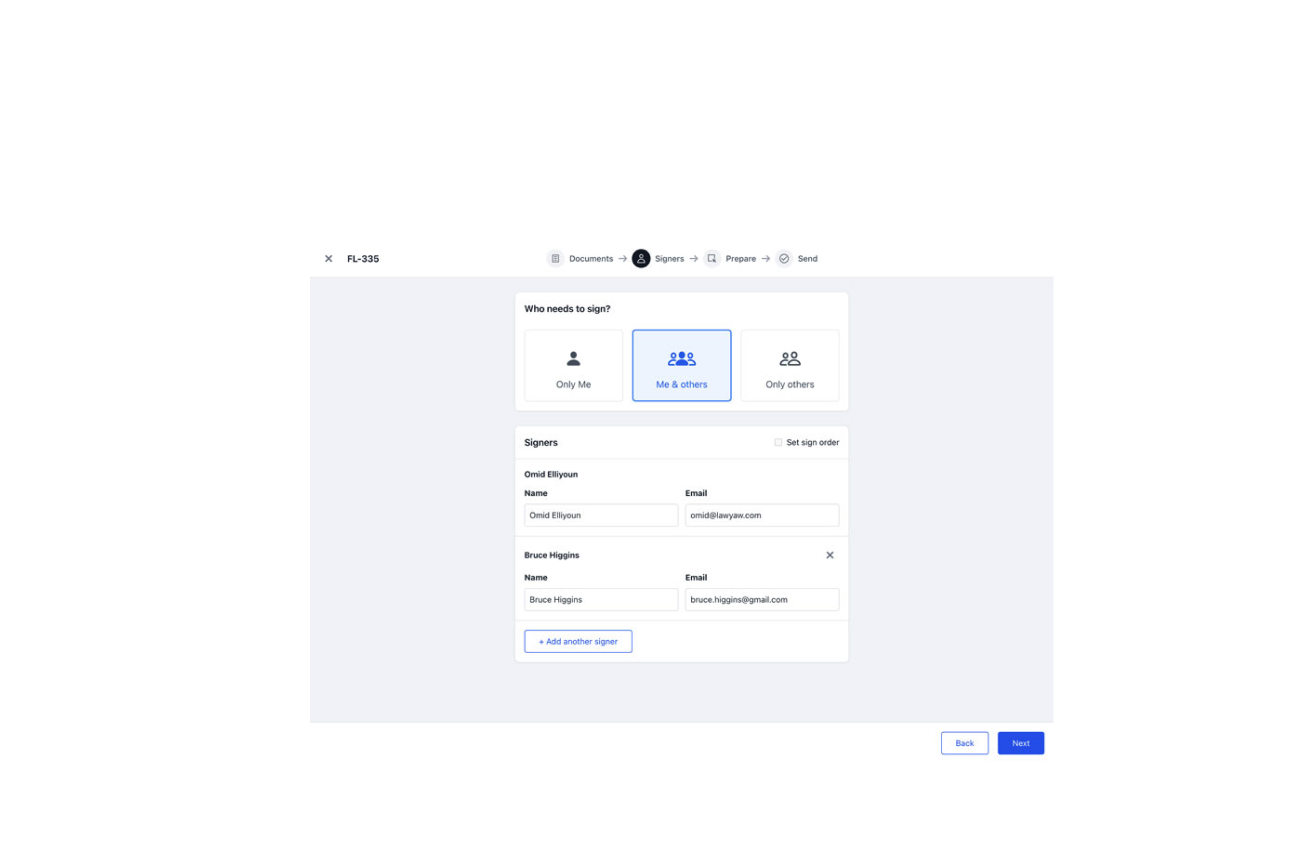 FL-335
Documents → Signers → Prepare → Send
Who needs to sign?
Only Me
Me & others
Only others
Signers
Set sign order
Omid Elliyoun
Name
Email
Omid Elliyoun
omid@lawyaw.com
Bruce Higgins
Name
Email
Bruce Higgins
bruce.higgins@gmail.com
+ Add another signer
Back
Next